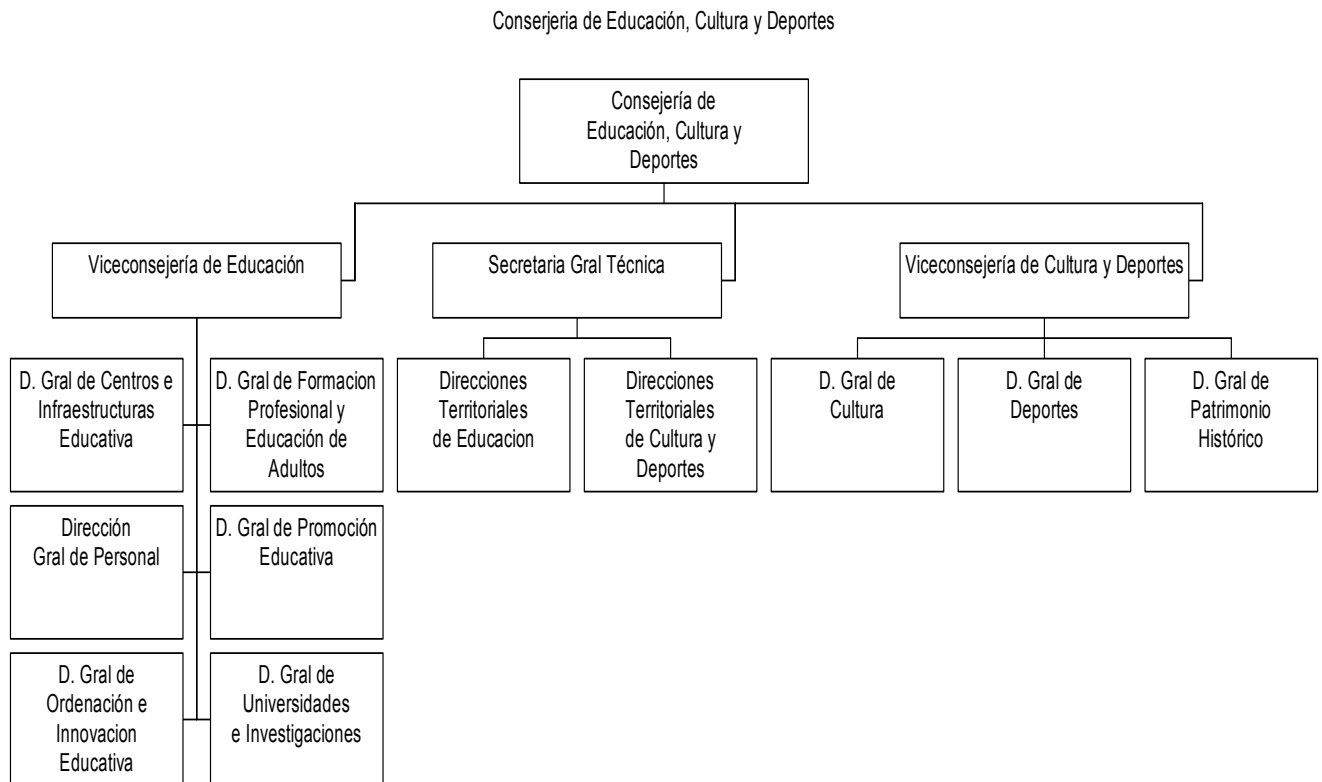 Conserjeria de Educación, Cultura y Deportes
Consejería de
Educación, Cultura y
Deportes
Viceconsejería de Educación
Secretaria Gral Técnica
Viceconsejería de Cultura y Deportes
D. Gral de Centros e
Infraestructuras
Educativa
D. Gral de Formacion
Profesional y
Educación de
Adultos
Direcciones
Territoriales
de Educacion
Direcciones
Territoriales
de Cultura y
Deportes
D. Gral de
Cultura
D. Gral de
Deportes
D. Gral de
Patrimonio
Histórico
Dirección
Gral de Personal
D. Gral de Promoción
Educativa
D. Gral de
Ordenación e
Innovacion
Educativa
D. Gral de
Universidades
e Investigaciones